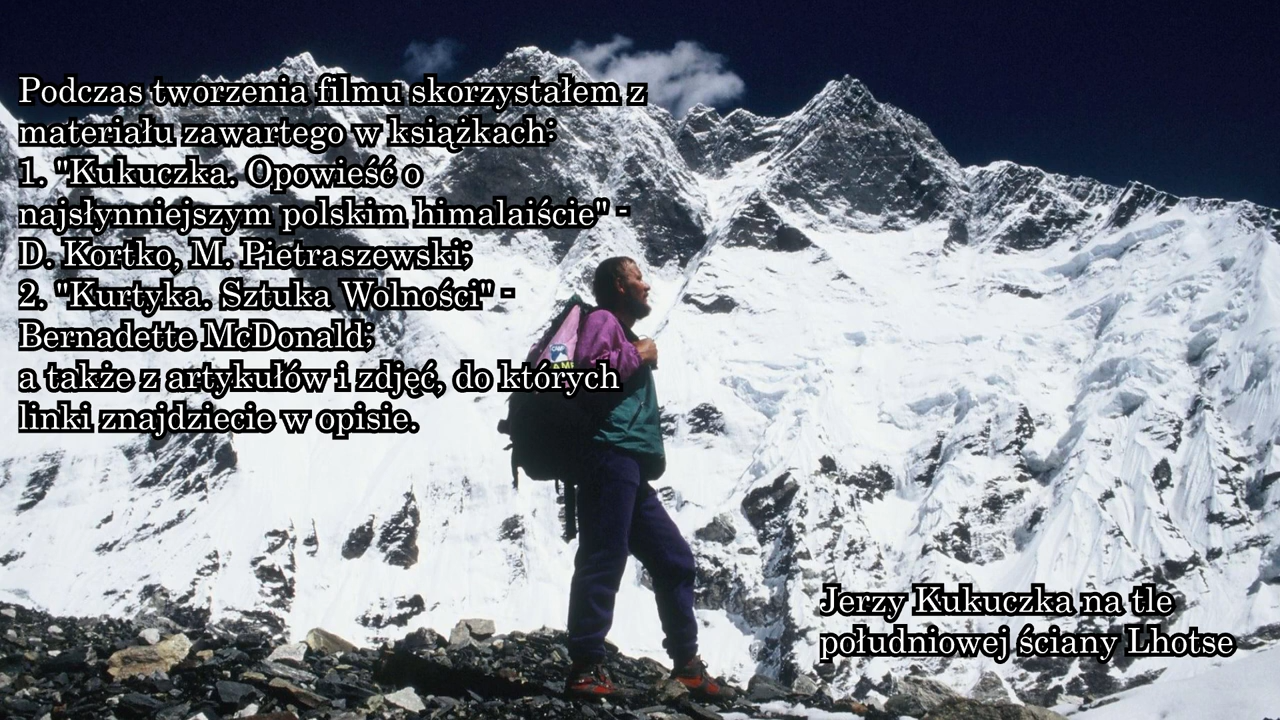 Podczas tworzenia filmu skorzystałem z
materiału zawartego w książkach:
1. "Kukuczka. Opowieść o
najsłynniejszym polskim himalaiście" -
D. Kortko, M. Pietraszewski;
2. "Kurtyka. Sztuka Wolności" -
Bernadette McDonald;
a także z artykułów i zdjęć, do których
linki znajdziecie w opisie.
Jerzy Kukuczka na tle
południowej ściany Lhotse